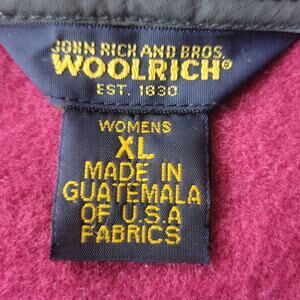 JOHN RICH AND BROS.
WOOLRICH®
EST. 1830
WOMENS
XL
MADE IN
GUATEMALA
OF U.S.A
FABRICS